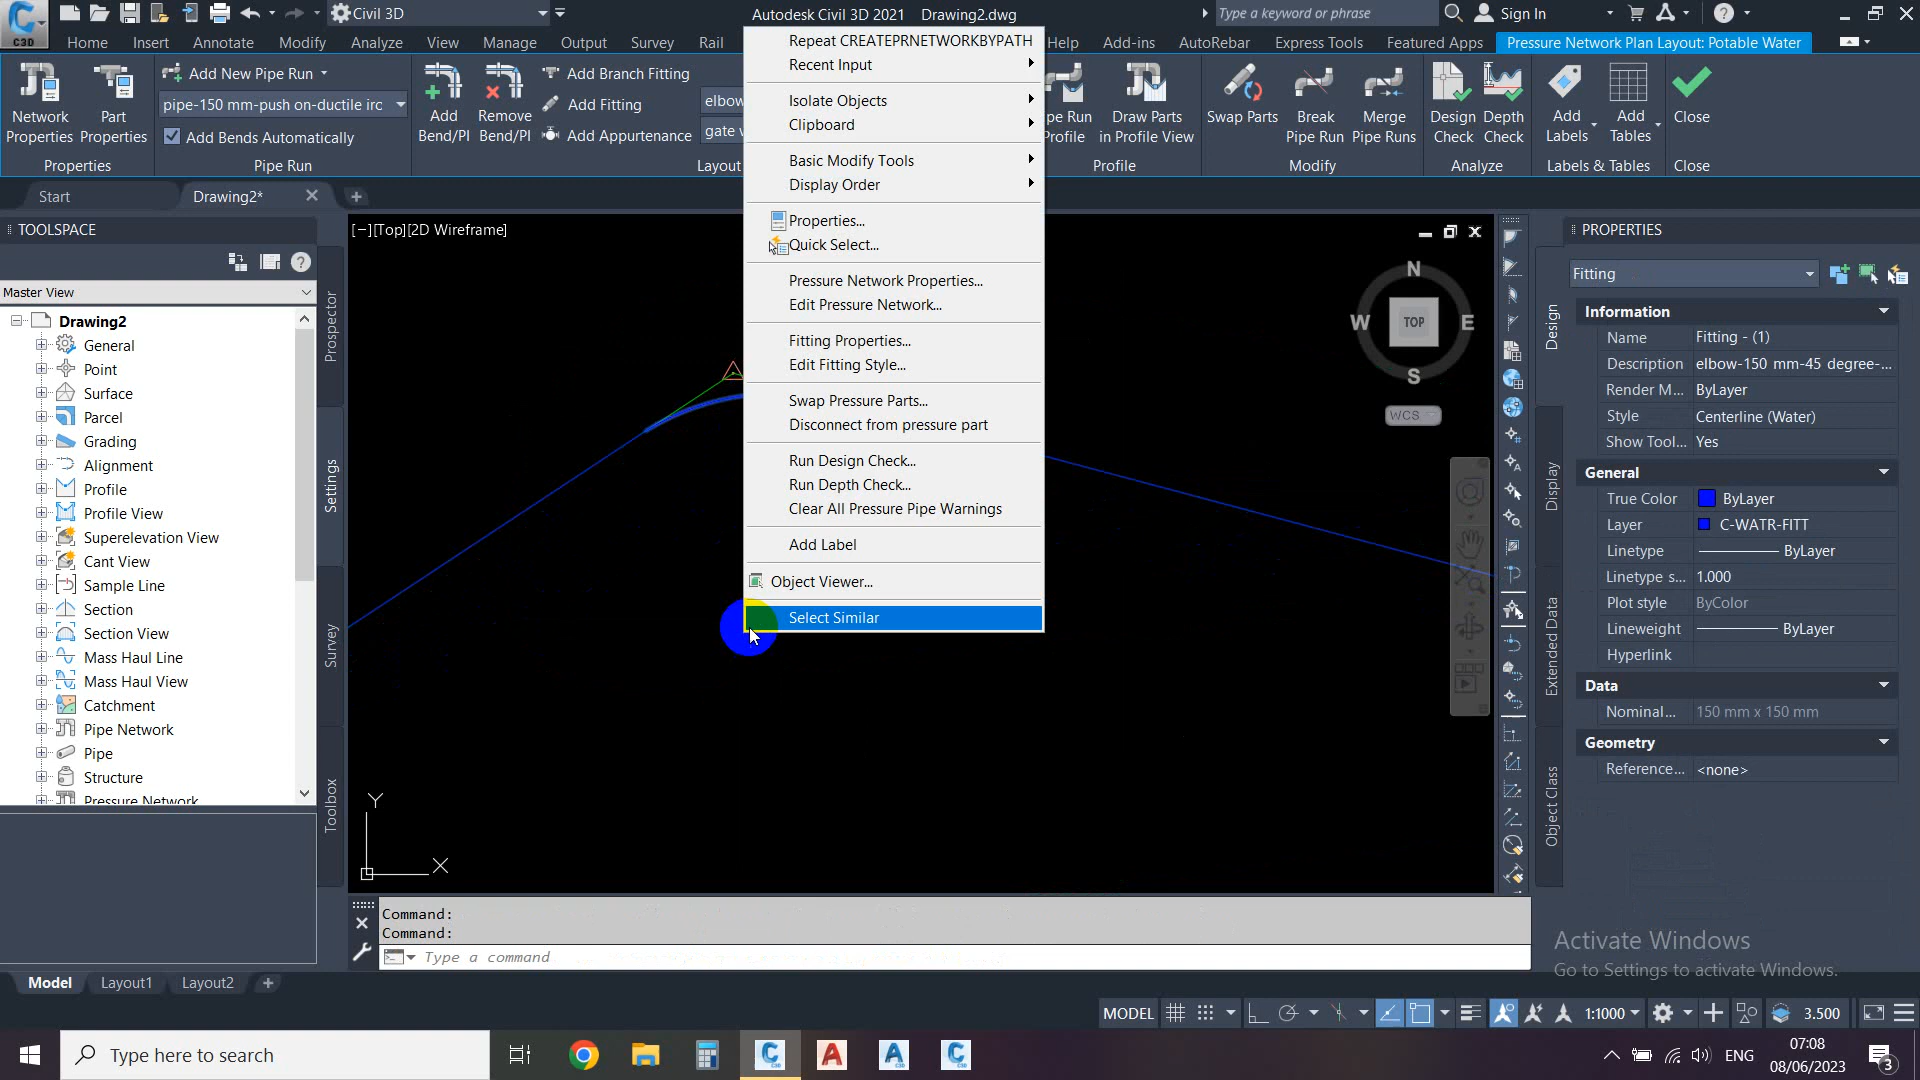 Civil 3D
Autodesk Civil 3D 2021 Drawing2.dwg
Type a keyword or phrase
Sign In
C3D
Home Insert Annotate Modify Analyze View Manage Output Survey Rail Help Add-ins AutoRebar Express Tools Featured Apps Pressure Network Plan Layout: Potable Water
Network Properties
Part Properties
Properties
Add New Pipe Run
pipe-150 mm-push on-ductile irc
Add Bends Automatically
Pipe Run
Add Bend/PI
Remove Bend/PI
Add Branch Fitting
Add Fitting
Add Appurtenance
elbow
gate v
Layou
pe Run
Profile
Draw Parts in Profile View
Profile
Swap Parts
Break Pipe Run
Merge Pipe Runs
Modify
Design Check
Depth Check
Analyze
Add Labels
Add Tables
Labels & Tables
Close
Close
Start
Drawing2*
TOOLSPACE
Master View
Drawing2
General
Point
Surface
Parcel
Grading
Alignment
Profile
Profile View
Superelevation View
Cant View
Sample Line
Section
Section View
Mass Haul Line
Mass Haul View
Catchment
Pipe Network
Pipe
Structure
Pressure Network
Prospector
Settings
Survey
Toolbox
[−][Top][2D Wireframe]
Repeat CREATEPRNETWORKBYPATH
Recent Input
Isolate Objects
Clipboard
Basic Modify Tools
Display Order
Properties...
Quick Select...
Pressure Network Properties...
Edit Pressure Network...
Fitting Properties...
Edit Fitting Style...
Swap Pressure Parts...
Disconnect from pressure part
Run Design Check...
Run Depth Check...
Clear All Pressure Pipe Warnings
Add Label
Object Viewer...
Select Similar
N
W TOP E
S
WCS
Y
X
PROPERTIES
Fitting
Design
Display
Extended Data
Object Class
Information
Name Fitting - (1)
Description elbow-150 mm-45 degree-...
Render M... ByLayer
Style Centerline (Water)
Show Tool... Yes
General
True Color ByLayer
Layer C-WATR-FITT
Linetype ByLayer
Linetype s... 1.000
Plot style ByColor
Lineweight ByLayer
Hyperlink
Data
Nominal... 150 mm x 150 mm
Geometry
Reference... <none>
Command:
Command:
Type a command
Activate Windows
Go to Settings to activate Windows.
Model Layout1 Layout2
MODEL
1:1000
3.500
Type here to search
ENG
07:08
08/06/2023
3